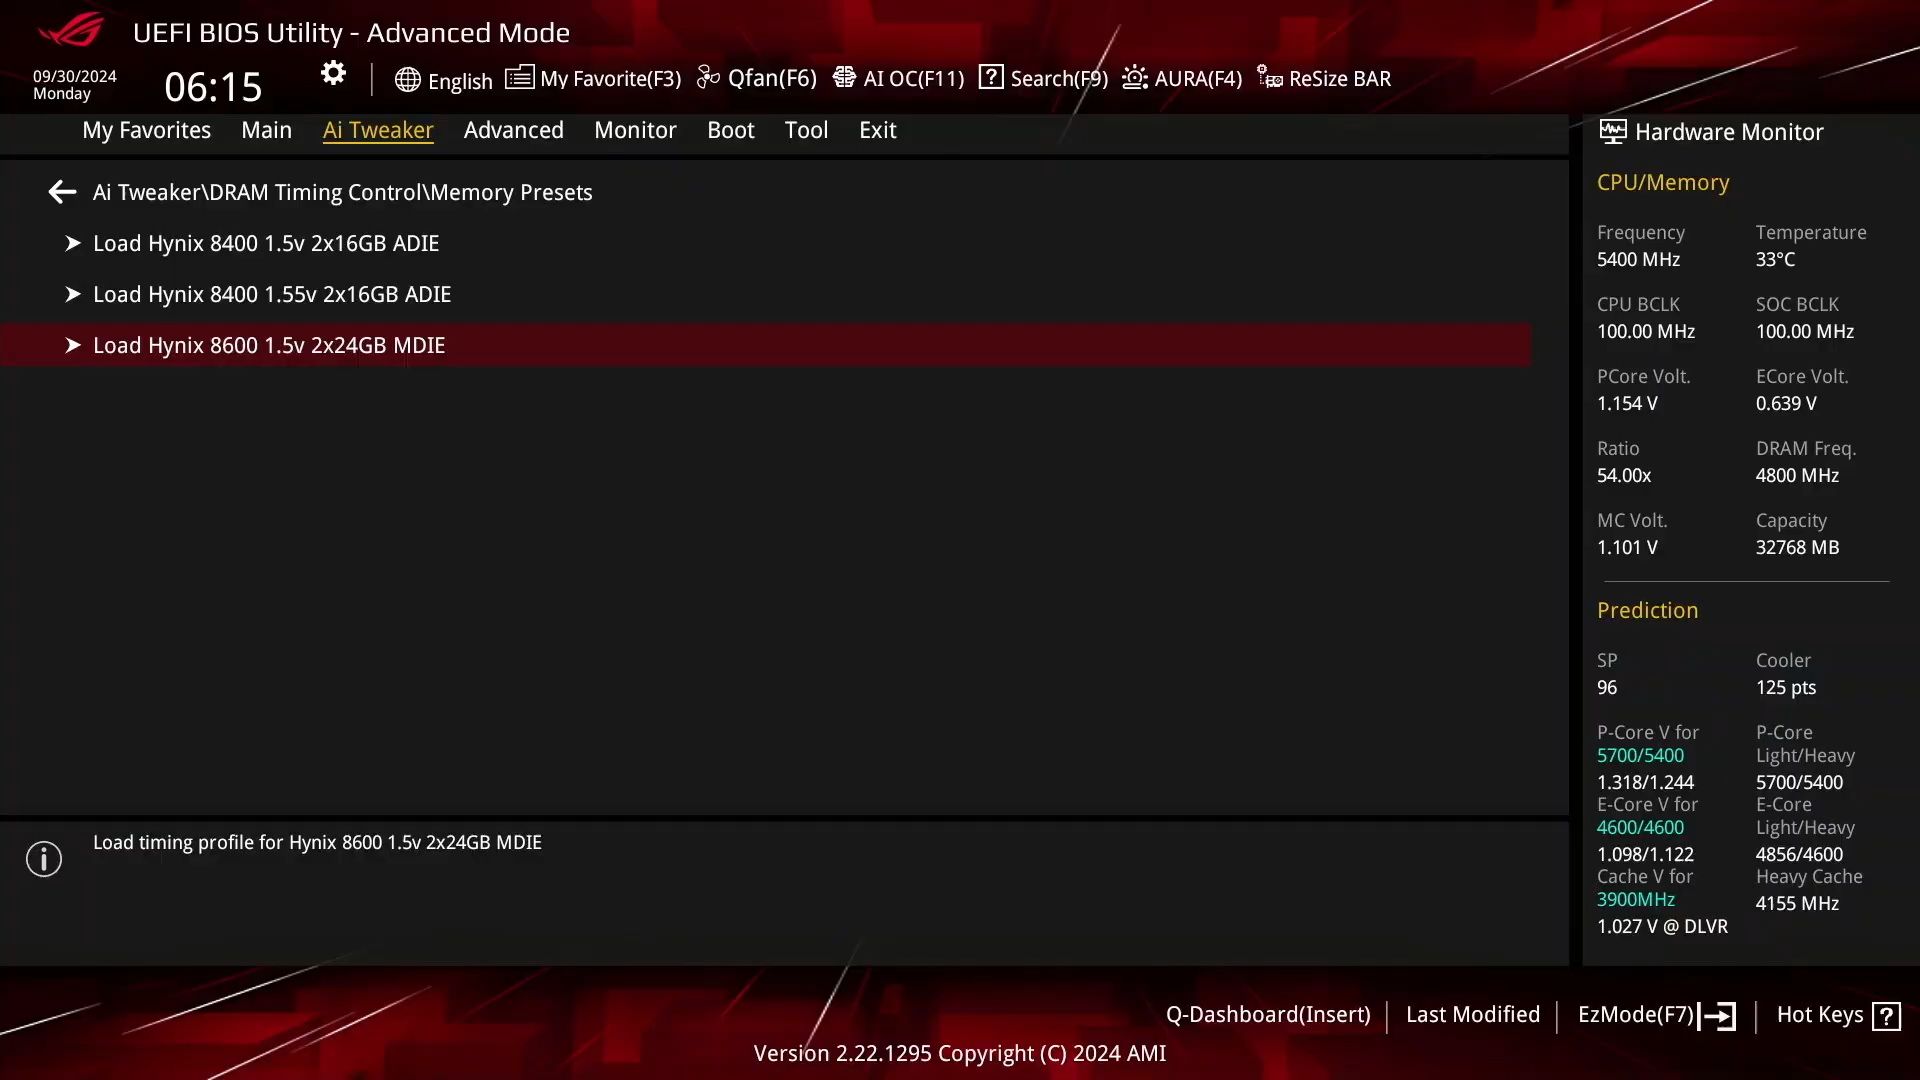 UEFI BIOS Utility - Advanced Mode
09/30/2024
Monday
06:15
English
My Favorite(F3)
Qfan(F6)
AI OC(F11)
Search(F9)
AURA(F4)
ReSize BAR
My Favorites
Main
Ai Tweaker
Advanced
Monitor
Boot
Tool
Exit
Ai Tweaker\DRAM Timing Control\Memory Presets
Load Hynix 8400 1.5v 2x16GB ADIE
Load Hynix 8400 1.55v 2x16GB ADIE
Load Hynix 8600 1.5v 2x24GB MDIE
Load timing profile for Hynix 8600 1.5v 2x24GB MDIE
Hardware Monitor
CPU/Memory
Frequency
5400 MHz
Temperature
33°C
CPU BCLK
100.00 MHz
SOC BCLK
100.00 MHz
PCore Volt.
1.154 V
ECore Volt.
0.639 V
Ratio
54.00x
DRAM Freq.
4800 MHz
MC Volt.
1.101 V
Capacity
32768 MB
Prediction
SP
96
Cooler
125 pts
P-Core V for
5700/5400
1.318/1.244
P-Core
Light/Heavy
5700/5400
E-Core V for
4600/4600
1.098/1.122
E-Core
Light/Heavy
4856/4600
Cache V for
3900MHz
1.027 V @ DLVR
Heavy Cache
4155 MHz
Q-Dashboard(Insert)
Last Modified
EzMode(F7)
Hot Keys ?
Version 2.22.1295 Copyright (C) 2024 AMI